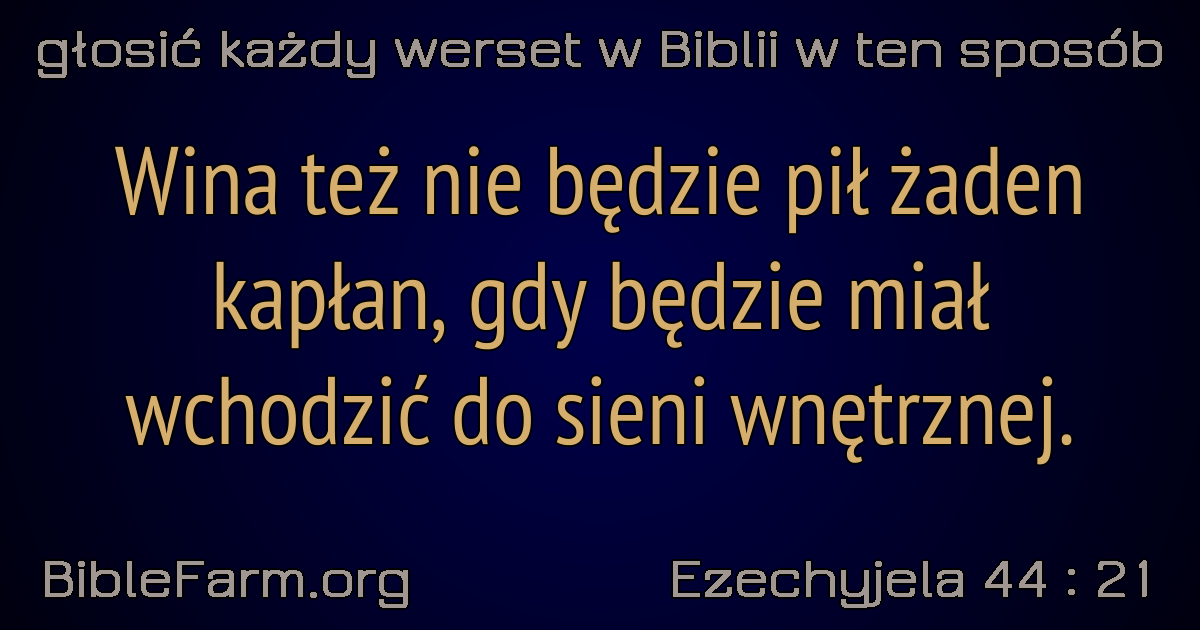 głosić każdy werset w Biblii w ten sposób
Wina też nie będzie pił żaden
kapłan, gdy będzie miał
wchodzić do sieni wnętrznej.
BibleFarm.org
Ezechyjela 44 : 21